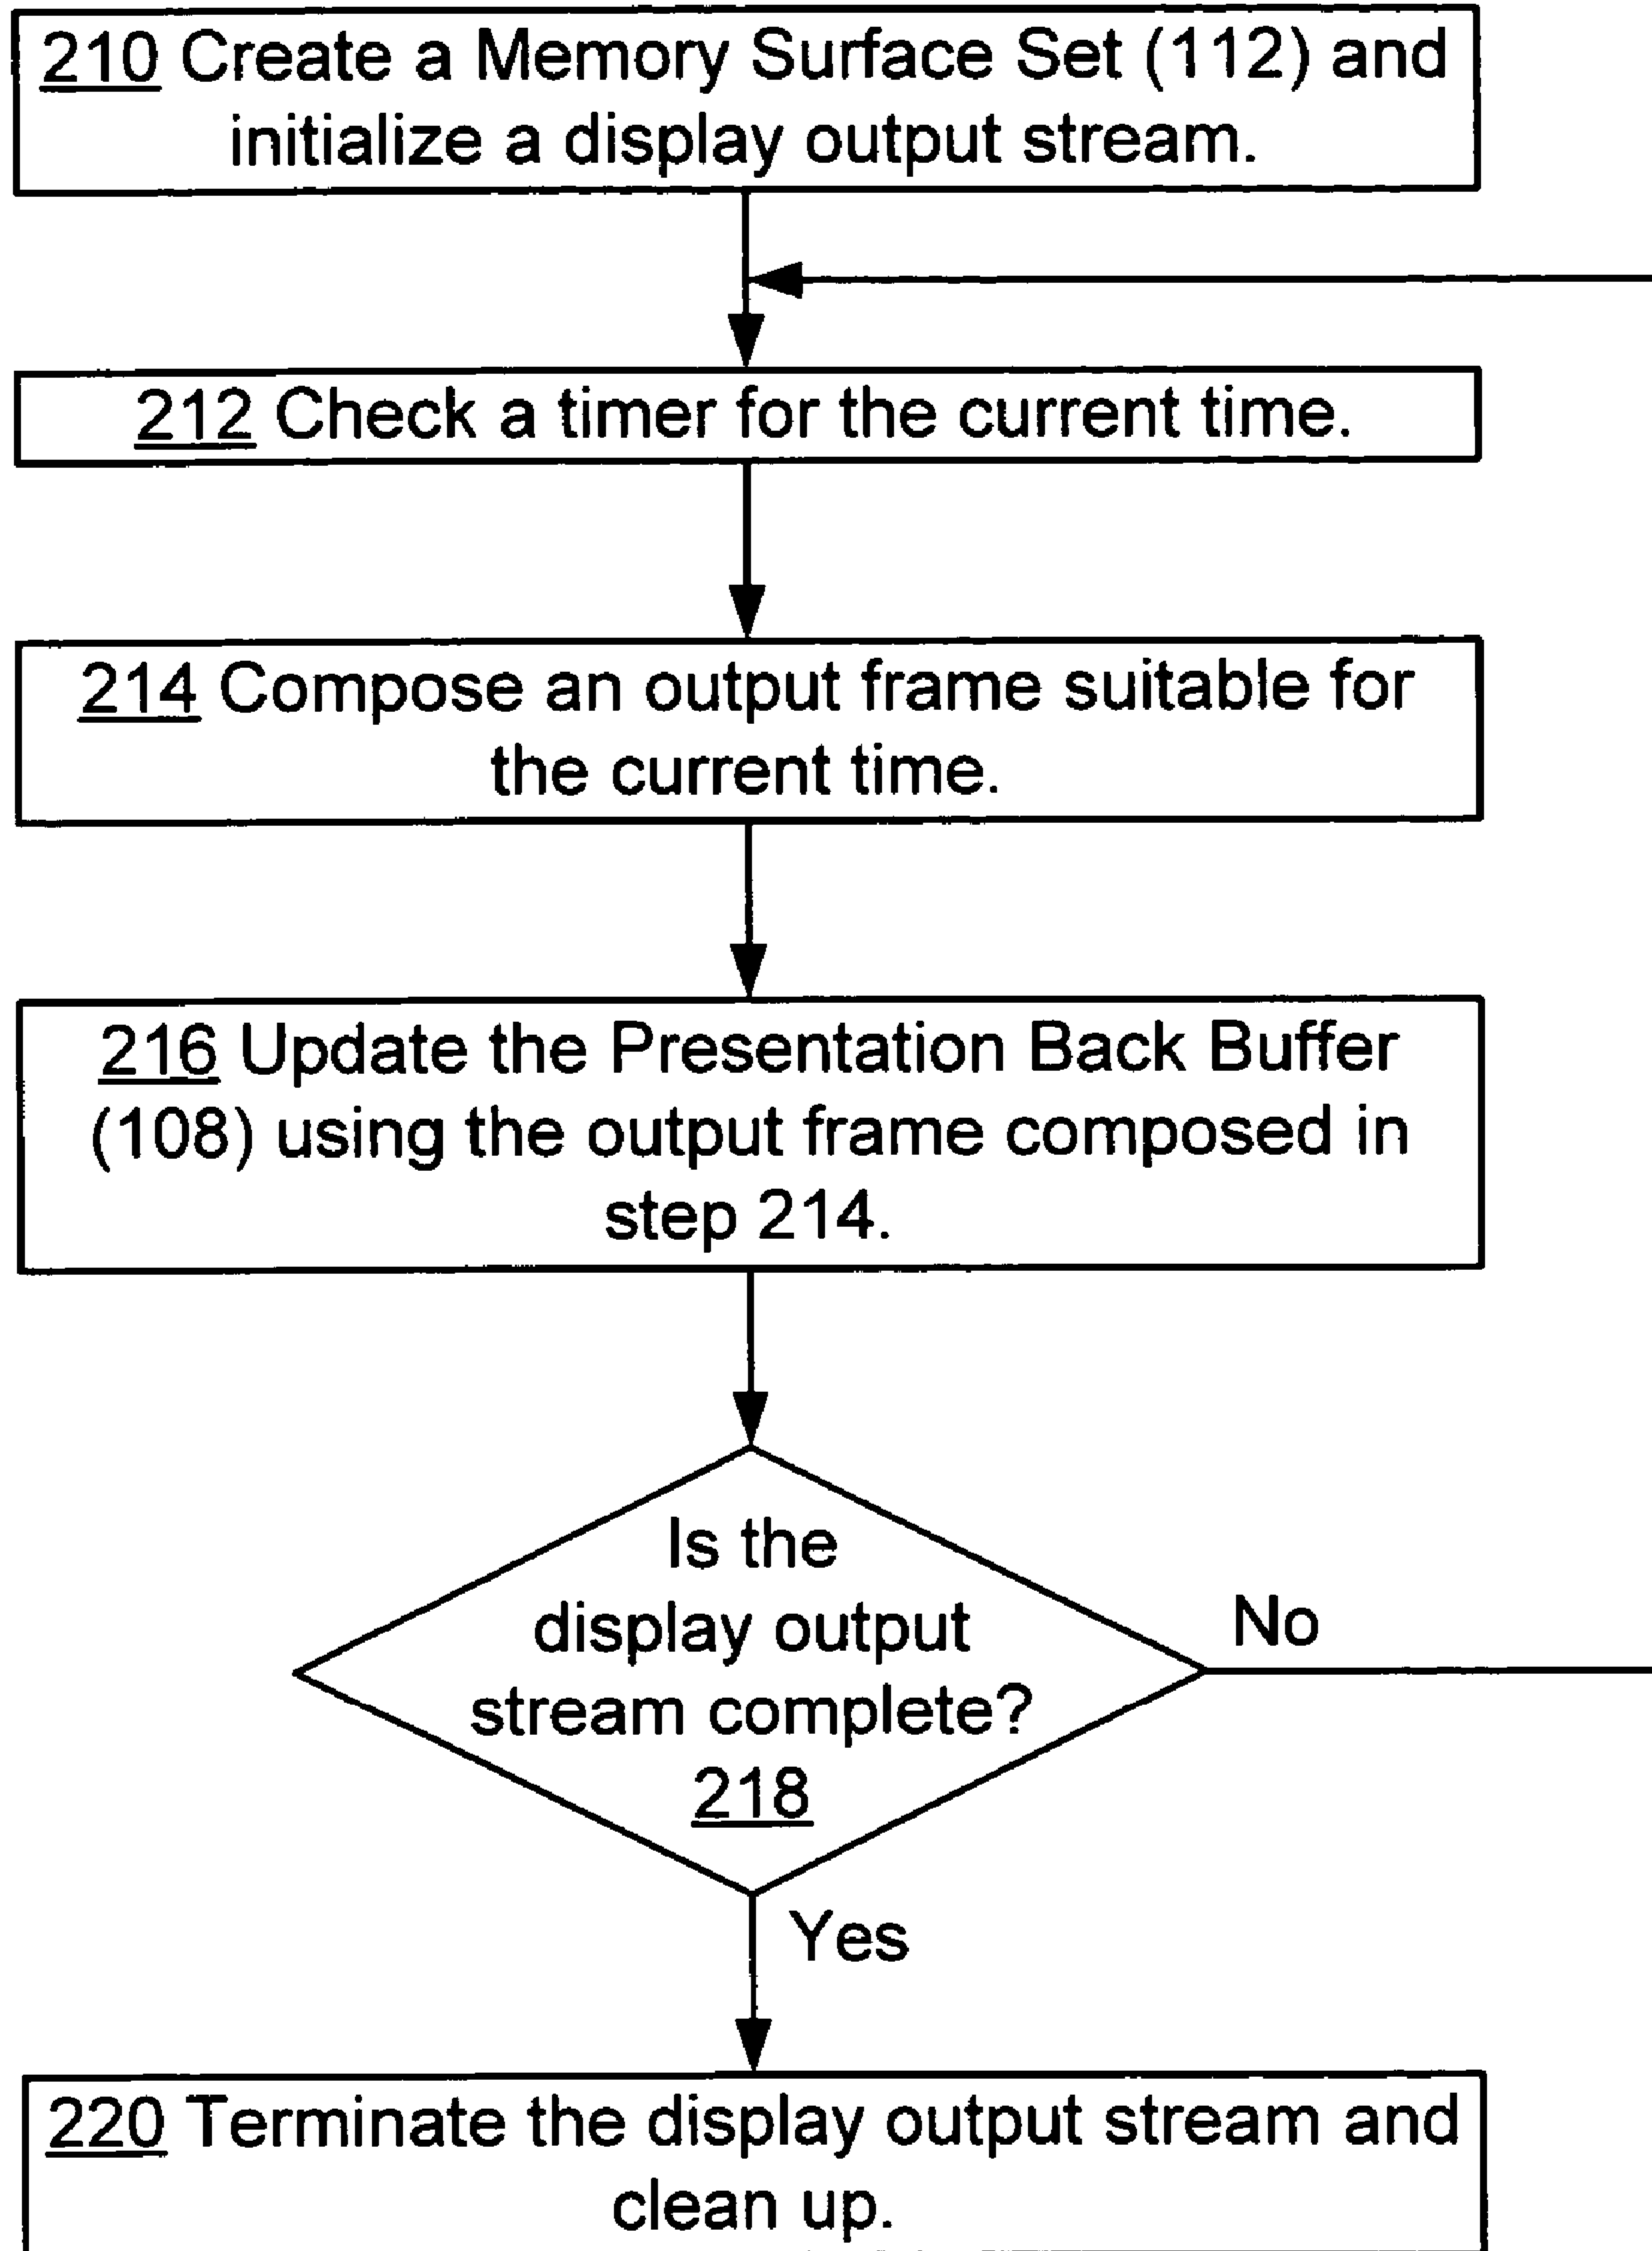 210 Create a Memory Surface Set (112) and
initialize a display output stream.
212 Check a timer for the current time.
214 Compose an output frame suitable for
the current time.
216 Update the Presentation Back Buffer
(108) using the output frame composed in
step 214.
Is the
display output
stream complete?
218
No
Yes
220 Terminate the display output stream and
clean up.